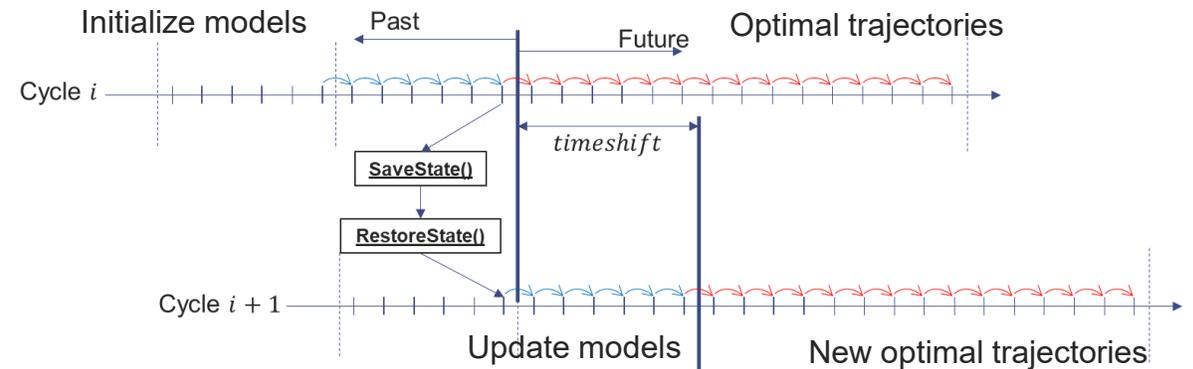 Initialize models
Past
Future
Optimal trajectories
Cycle i
timeshift
SaveState()
RestoreState()
Cycle i + 1
Update models
New optimal trajectories